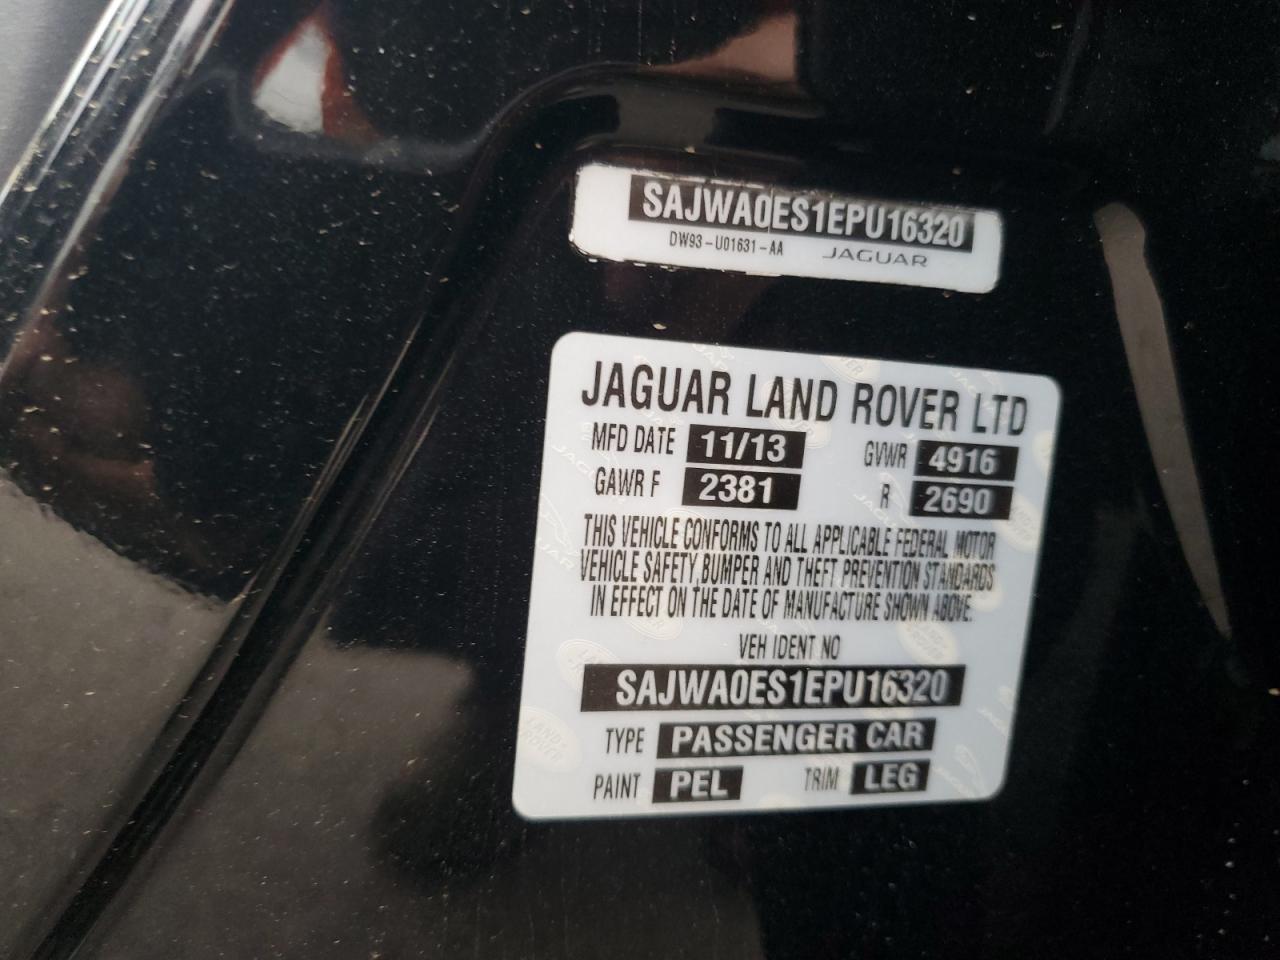 SAJWA0ES1EPU16320
DW93-U01631-AA JAGUAR
JAGUAR LAND ROVER LTD
MFD DATE 11/13 GVWR 4916
GAWR F 2381 R 2690
THIS VEHICLE CONFORMS TO ALL APPLICABLE FEDERAL MOTOR
VEHICLE SAFETY, BUMPER AND THEFT PREVENTION STANDARDS
IN EFFECT ON THE DATE OF MANUFACTURE SHOWN ABOVE.
VEH IDENT NO
SAJWA0ES1EPU16320
TYPE PASSENGER CAR
PAINT PEL TRIM LEG